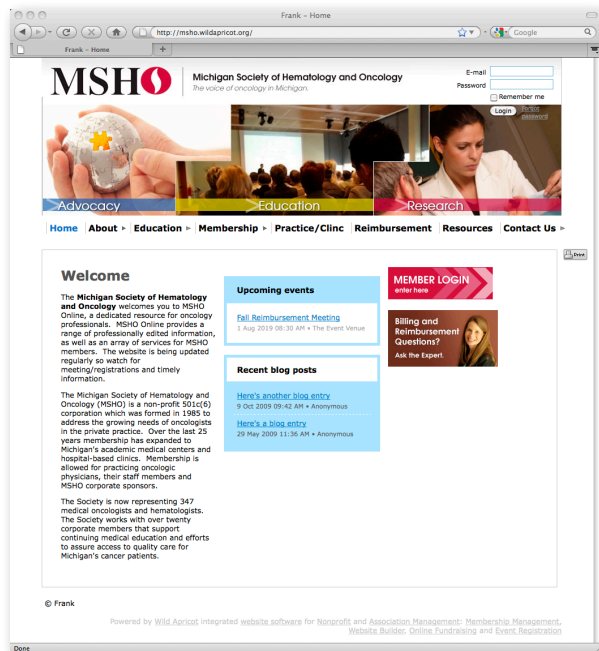 Frank – Home
http://msho.wildapricot.org/
Google
Frank – Home
MSHO
Michigan Society of Hematology and Oncology
The voice of oncology in Michigan.
E-mail
Password
Remember me
Login
Forgot
password
>Advocacy
>Education
>Research
Home About Education Membership Practice/Clinc Reimbursement Resources Contact Us
Print
Welcome
The Michigan Society of Hematology
and Oncology welcomes you to MSHO
Online, a dedicated resource for oncology
professionals. MSHO Online provides a
range of professionally edited information,
as well as an array of services for MSHO
members. The website is being updated
regularly so watch for
meeting/registrations and timely
information.
The Michigan Society of Hematology and
Oncology (MSHO) is a non-profit 501c(6)
corporation which was formed in 1985 to
address the growing needs of oncologists
in the private practice. Over the last 25
years membership has expanded to
Michigan's academic medical centers and
hospital-based clinics. Membership is
allowed for practicing oncologic
physicians, their staff members and
MSHO corporate sponsors.
The Society is now representing 347
medical oncologists and hematologists.
The Society works with over twenty
corporate members that support
continuing medical education and efforts
to assure access to quality care for
Michigan's cancer patients.
Upcoming events
Fall Reimbursement Meeting
1 Aug 2019 08:30 AM • The Event Venue
Recent blog posts
Here's another blog entry
9 Oct 2009 09:42 AM • Anonymous
Here's a blog entry
29 May 2009 11:36 AM • Anonymous
MEMBER LOGIN
enter here
Billing and
Reimbursement
Questions?
Ask the Expert.
© Frank
Powered by Wild Apricot integrated website software for Nonprofit and Association Management: Membership Management,
Website Builder, Online Fundraising and Event Registration
Done